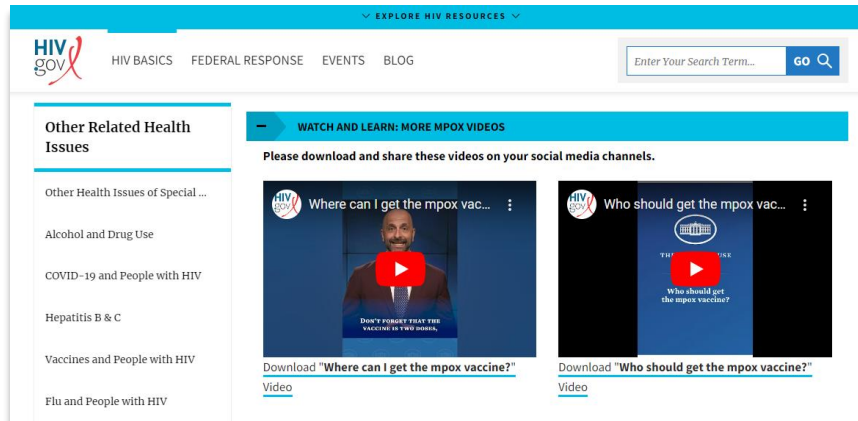 EXPLORE HIV RESOURCES
HIV
gov
HIV BASICS FEDERAL RESPONSE EVENTS BLOG
Enter Your Search Term... GO
Other Related Health
Issues
Other Health Issues of Special ...
Alcohol and Drug Use
COVID-19 and People with HIV
Hepatitis B & C
Vaccines and People with HIV
Flu and People with HIV
WATCH AND LEARN: MORE MPOX VIDEOS
Please download and share these videos on your social media channels.
HIV
gov
Where can I get the mpox vac...
DON'T FORGET THAT THE
VACCINE IS TWO DOSES,
Download "Where can I get the mpox vaccine?"
Video
HIV
gov
Who should get the mpox vac...
Who should get
the mpox vaccine?
Download "Who should get the mpox vaccine?"
Video